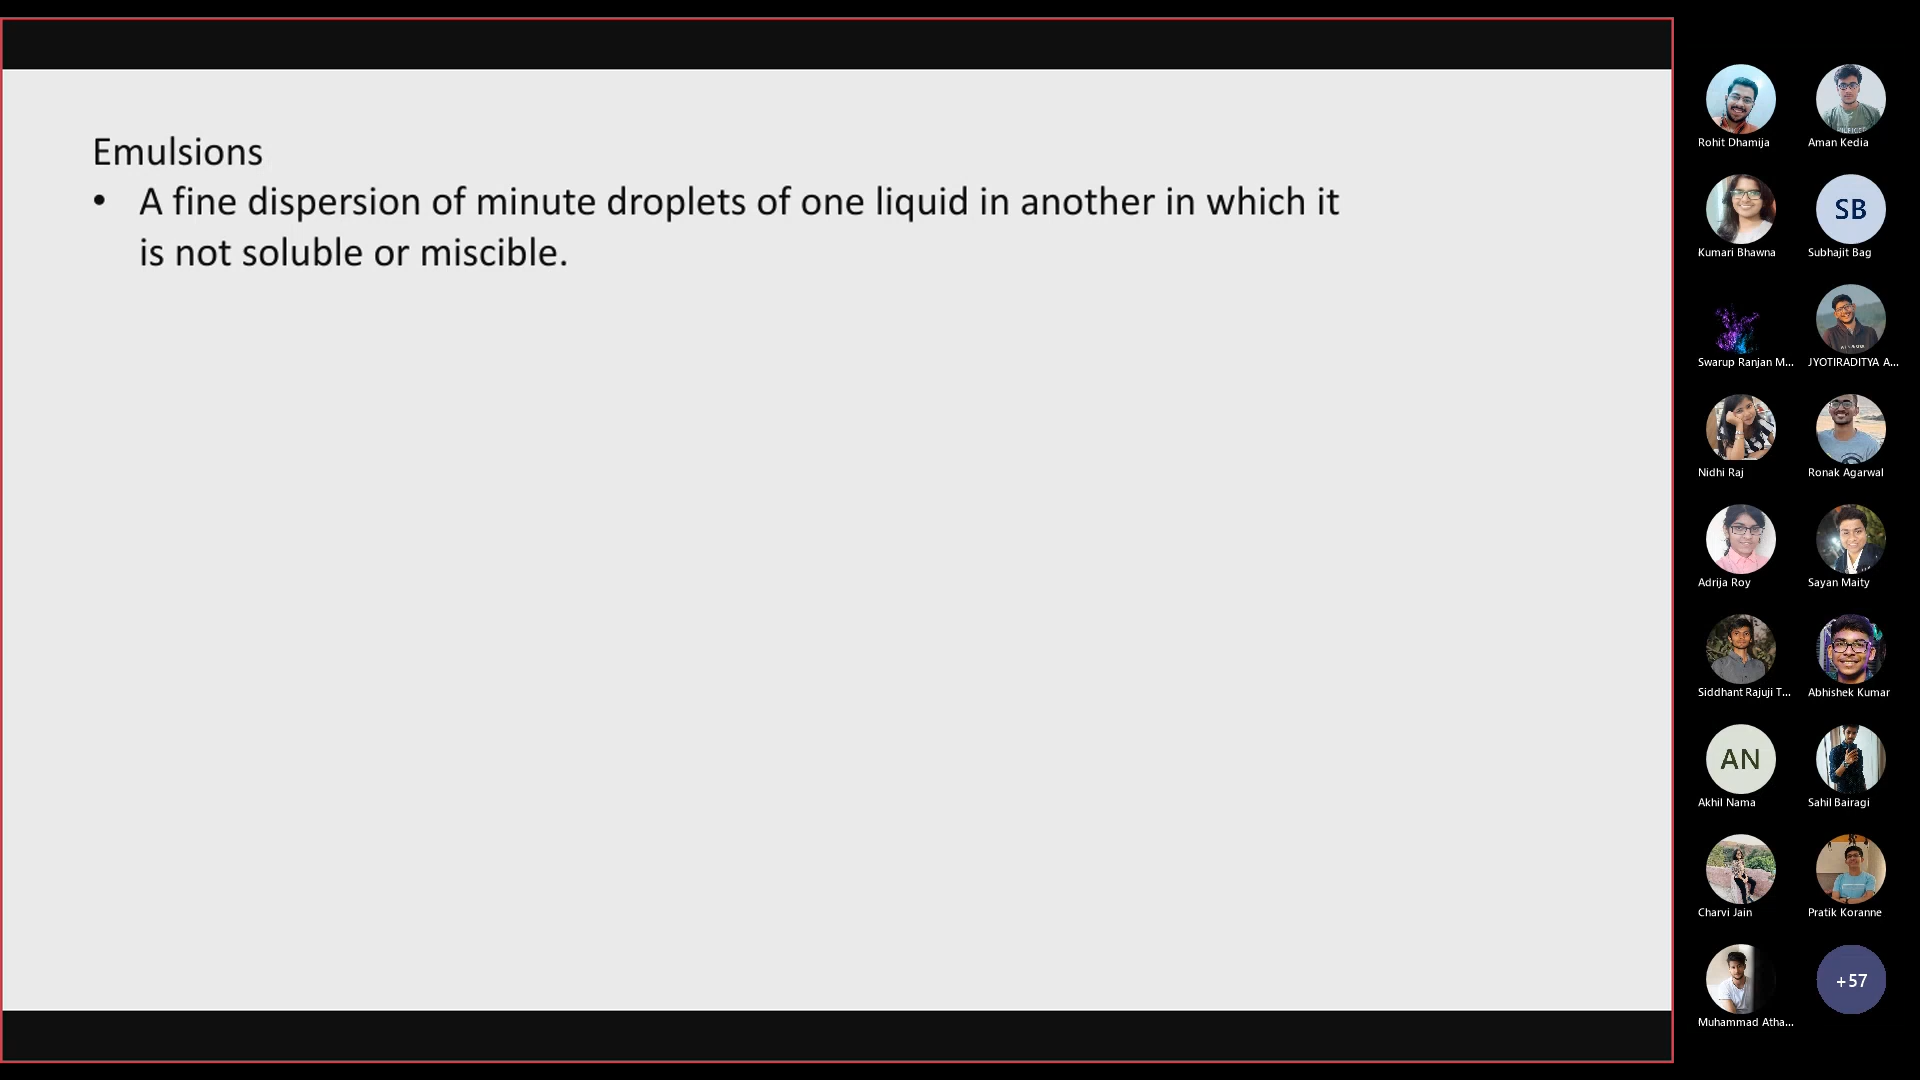 Emulsions
• A fine dispersion of minute droplets of one liquid in another in which it
is not soluble or miscible.
Rohit Dhamija
Aman Kedia
Kumari Bhawna
SB
Subhajit Bag
Swarup Ranjan M...
JYOTIRADITYA A...
Nidhi Raj
Ronak Agarwal
Adrija Roy
Sayan Maity
Siddhant Rajuji T...
Abhishek Kumar
AN
Akhil Nama
Sahil Bairagi
Charvi Jain
Pratik Koranne
Muhammad Atha...
+57